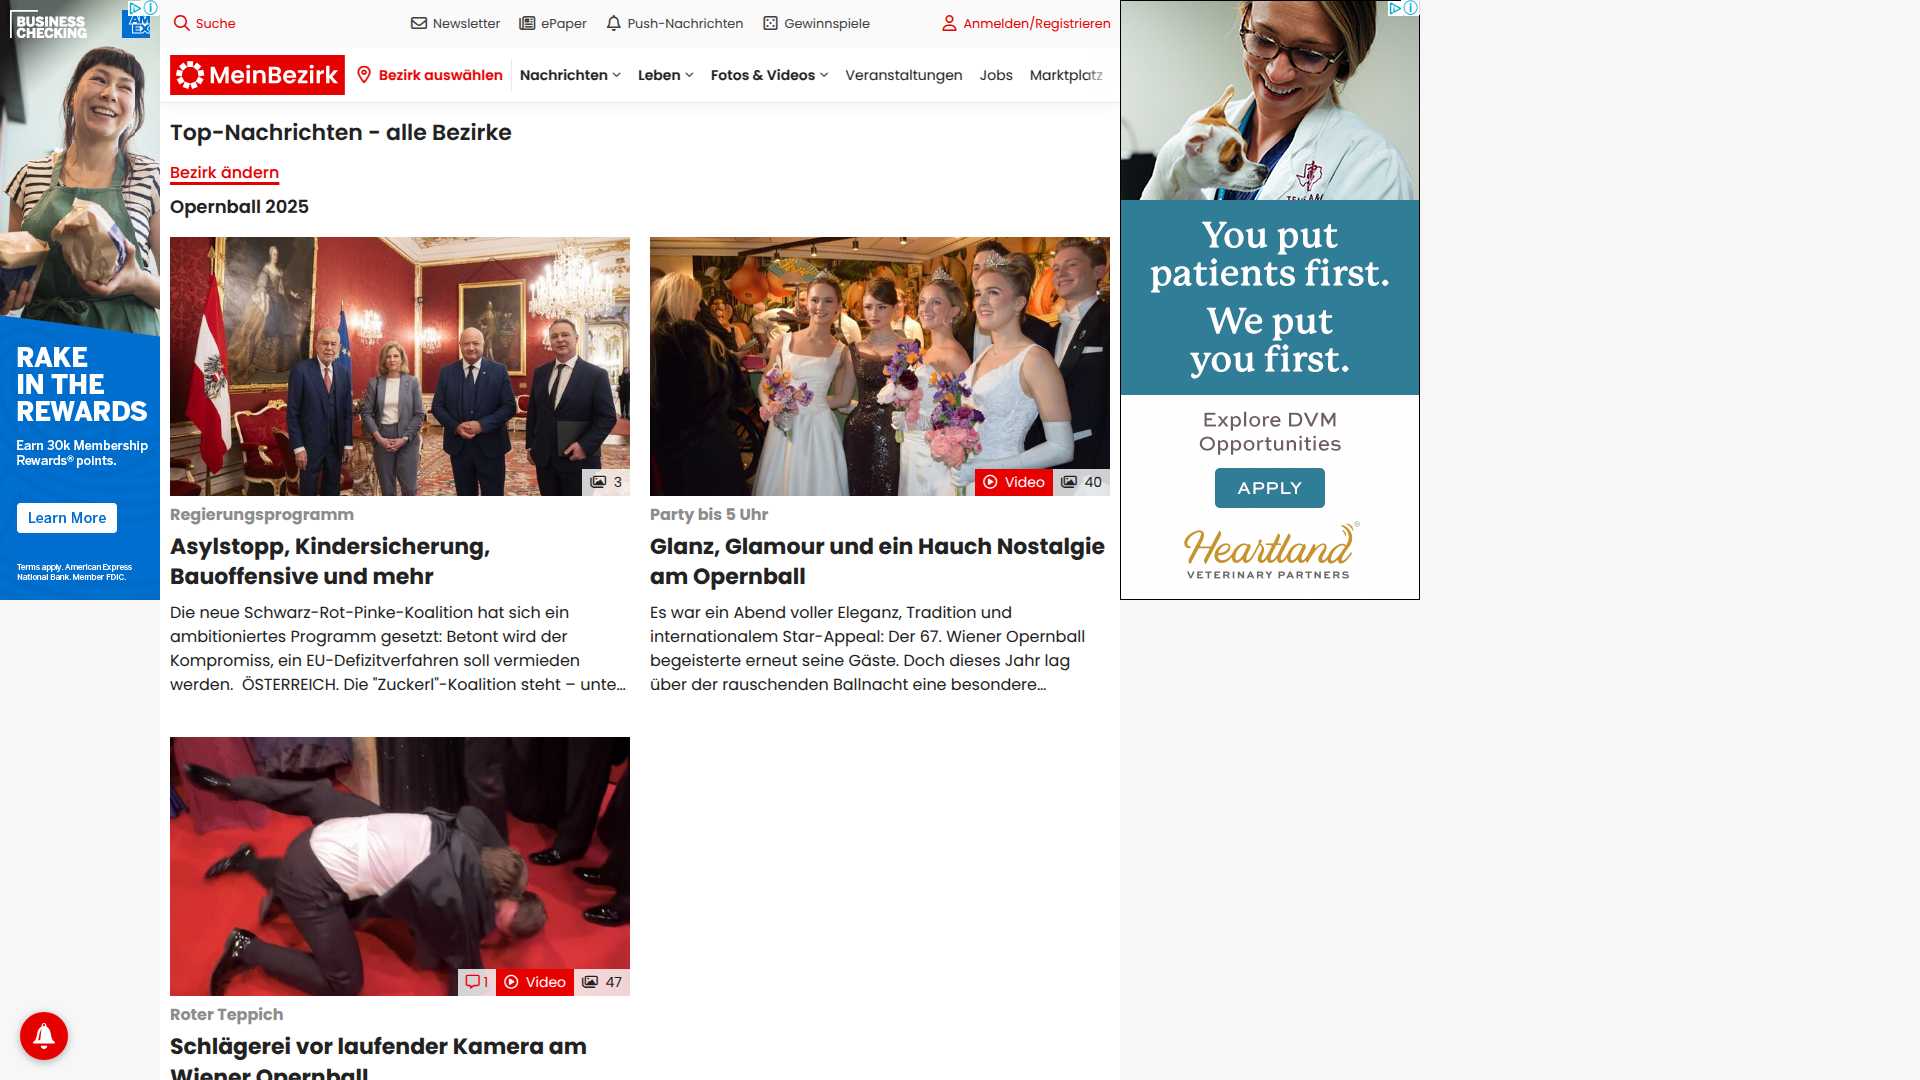 BUSINESS
CHECKING
AM
EX
RAKE
IN THE
REWARDS
Earn 30k Membership
Rewards® points.
Learn More
Terms apply. American Express
National Bank. Member FDIC.
Suche
Newsletter
ePaper
Push-Nachrichten
Gewinnspiele
Anmelden/Registrieren
MeinBezirk
Bezirk auswählen
Nachrichten
Leben
Fotos & Videos
Veranstaltungen
Jobs
Marktplatz
Top-Nachrichten - alle Bezirke
Bezirk ändern
Opernball 2025
3
Regierungsprogramm
Asylstopp, Kindersicherung,
Bauoffensive und mehr
Die neue Schwarz-Rot-Pinke-Koalition hat sich ein
ambitioniertes Programm gesetzt: Betont wird der
Kompromiss, ein EU-Defizitverfahren soll vermieden
werden. ÖSTERREICH. Die "Zuckerl"-Koalition steht – unte...
Video
40
Party bis 5 Uhr
Glanz, Glamour und ein Hauch Nostalgie
am Opernball
Es war ein Abend voller Eleganz, Tradition und
internationalem Star-Appeal: Der 67. Wiener Opernball
begeisterte erneut seine Gäste. Doch dieses Jahr lag
über der rauschenden Ballnacht eine besondere...
1
Video
47
Roter Teppich
Schlägerei vor laufender Kamera am
Wiener Opernball
You put
patients first.
We put
you first.
Explore DVM
Opportunities
APPLY
Heartland®
VETERINARY PARTNERS